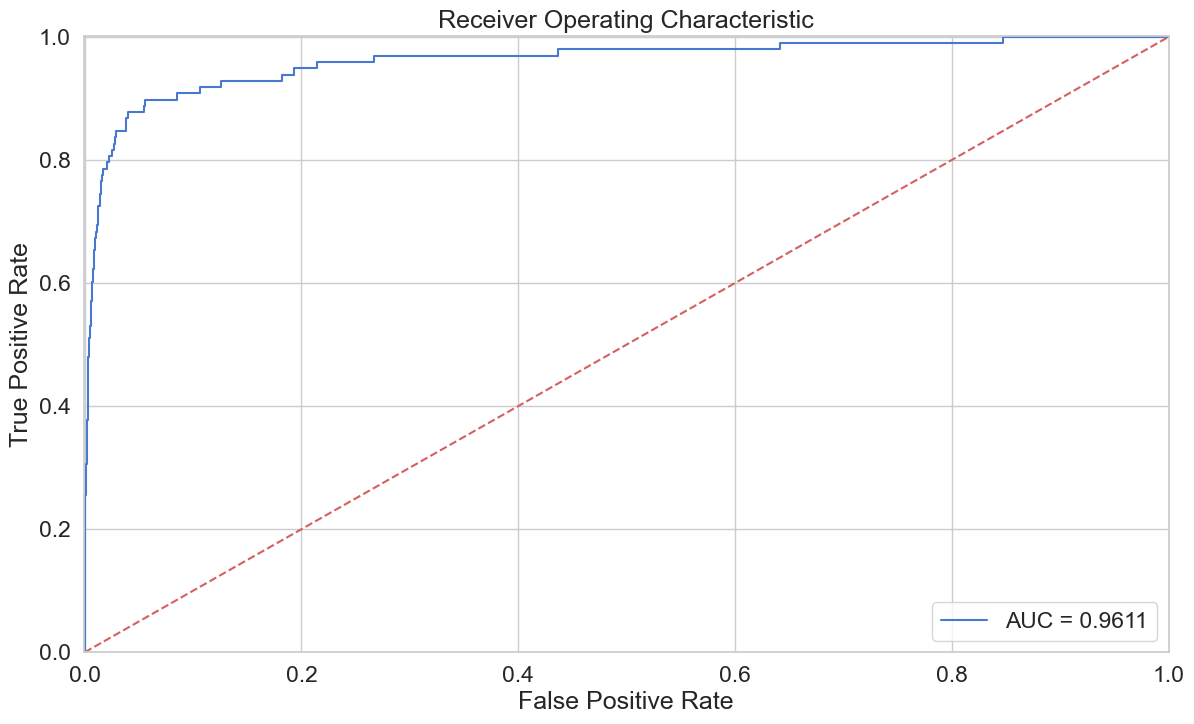 Receiver Operating Characteristic
True Positive Rate
1.0
0.8
0.6
0.4
0.2
0.0
0.0 0.2 0.4 0.6 0.8 1.0
False Positive Rate
AUC = 0.9611